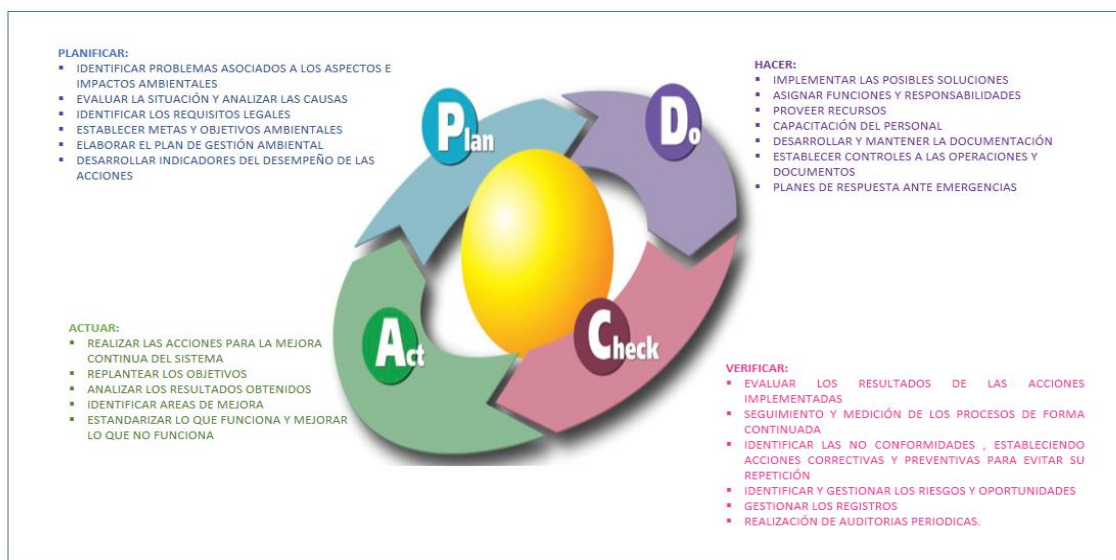 PLANIFICAR:
▪ IDENTIFICAR PROBLEMAS ASOCIADOS A LOS ASPECTOS E
IMPACTOS AMBIENTALES
▪ EVALUAR LA SITUACIÓN Y ANALIZAR LAS CAUSAS
▪ IDENTIFICAR LOS REQUISITOS LEGALES
▪ ESTABLECER METAS Y OBJETIVOS AMBIENTALES
▪ ELABORAR EL PLAN DE GESTIÓN AMBIENTAL
▪ DESARROLLAR INDICADORES DEL DESEMPEÑO DE LAS
ACCIONES
Plan
Do
HACER:
▪ IMPLEMENTAR LAS POSIBLES SOLUCIONES
▪ ASIGNAR FUNCIONES Y RESPONSABILIDADES
▪ PROVEER RECURSOS
▪ CAPACITACIÓN DEL PERSONAL
▪ DESARROLLAR Y MANTENER LA DOCUMENTACIÓN
▪ ESTABLECER CONTROLES A LAS OPERACIONES Y
DOCUMENTOS
▪ PLANES DE RESPUESTA ANTE EMERGENCIAS
ACTUAR:
▪ REALIZAR LAS ACCIONES PARA LA MEJORA
CONTINUA DEL SISTEMA
▪ REPLANTEAR LOS OBJETIVOS
▪ ANALIZAR LOS RESULTADOS OBTENIDOS
▪ IDENTIFICAR AREAS DE MEJORA
▪ ESTANDARIZAR LO QUE FUNCIONA Y MEJORAR
LO QUE NO FUNCIONA
Act
Check
VERIFICAR:
▪ EVALUAR LOS RESULTADOS DE LAS ACCIONES
IMPLEMENTADAS
▪ SEGUIMIENTO Y MEDICIÓN DE LOS PROCESOS DE FORMA
CONTINUADA
▪ IDENTIFICAR LAS NO CONFORMIDADES , ESTABLECIENDO
ACCIONES CORRECTIVAS Y PREVENTIVAS PARA EVITAR SU
REPETICIÓN
▪ IDENTIFICAR Y GESTIONAR LOS RIESGOS Y OPORTUNIDADES
▪ GESTIONAR LOS REGISTROS
▪ REALIZACIÓN DE AUDITORIAS PERIODICAS.